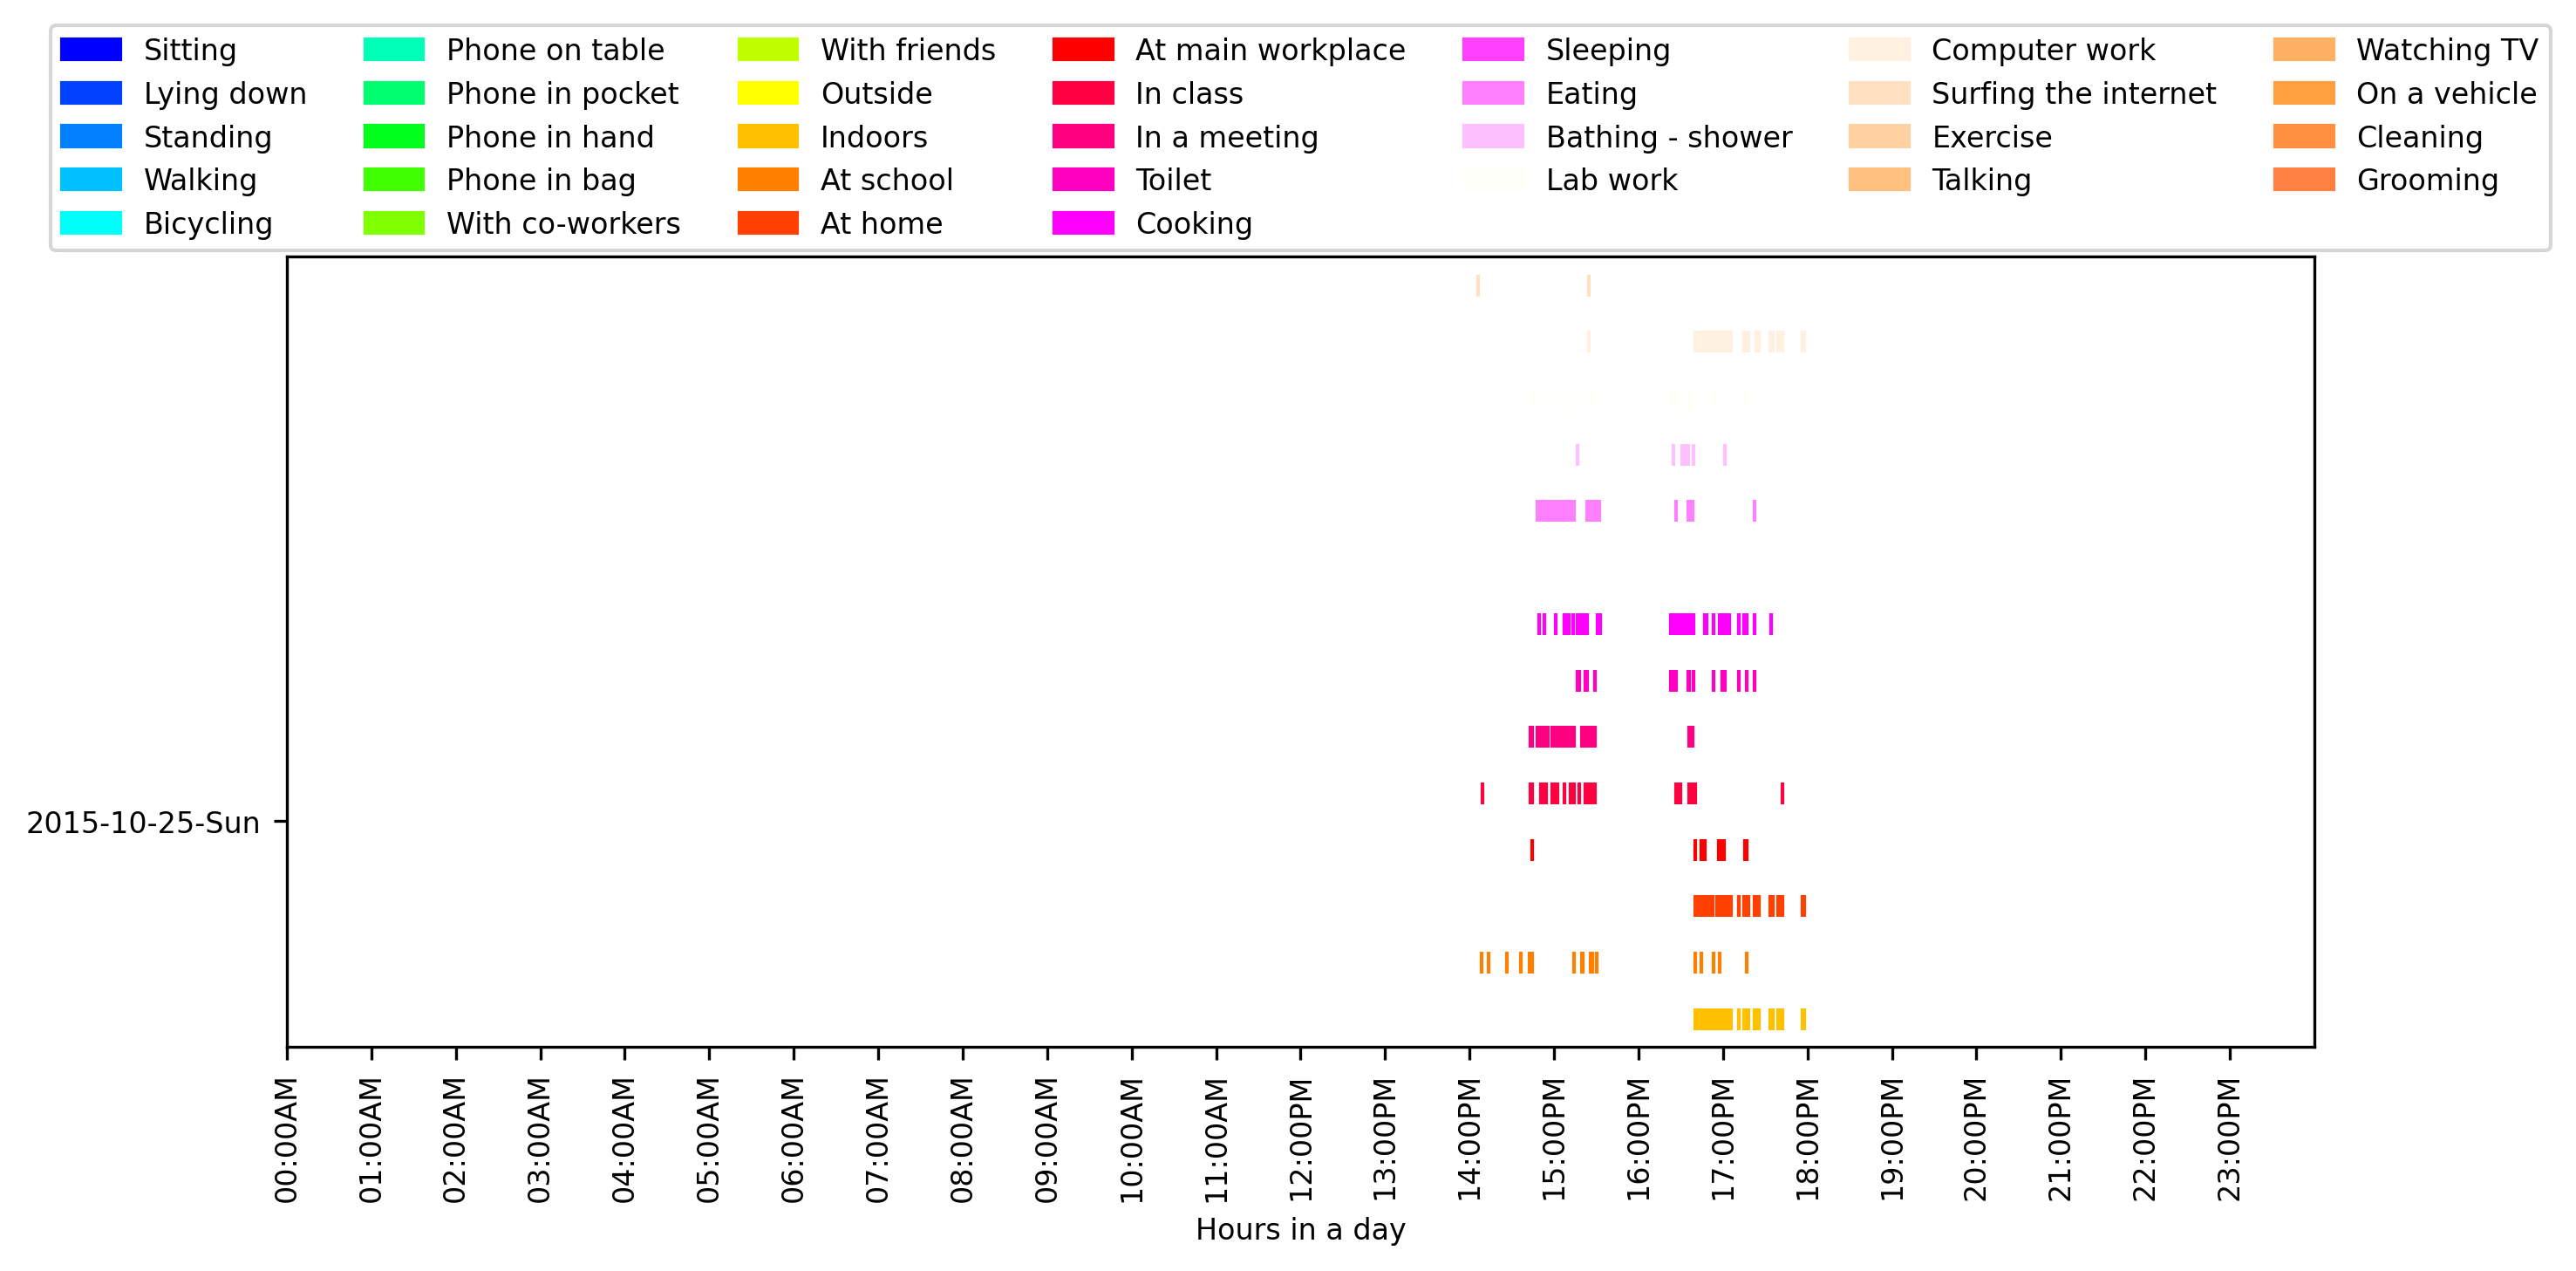 Sitting
Lying down
Standing
Walking
Bicycling
Phone on table
Phone in pocket
Phone in hand
Phone in bag
With co-workers
With friends
Outside
Indoors
At school
At home
At main workplace
In class
In a meeting
Toilet
Cooking
Sleeping
Eating
Bathing - shower
Lab work
Computer work
Surfing the internet
Exercise
Talking
Watching TV
On a vehicle
Cleaning
Grooming
2015-10-25-Sun
00:00AM
01:00AM
02:00AM
03:00AM
04:00AM
05:00AM
06:00AM
07:00AM
08:00AM
09:00AM
10:00AM
11:00AM
12:00PM
13:00PM
14:00PM
15:00PM
16:00PM
17:00PM
18:00PM
19:00PM
20:00PM
21:00PM
22:00PM
23:00PM
Hours in a day